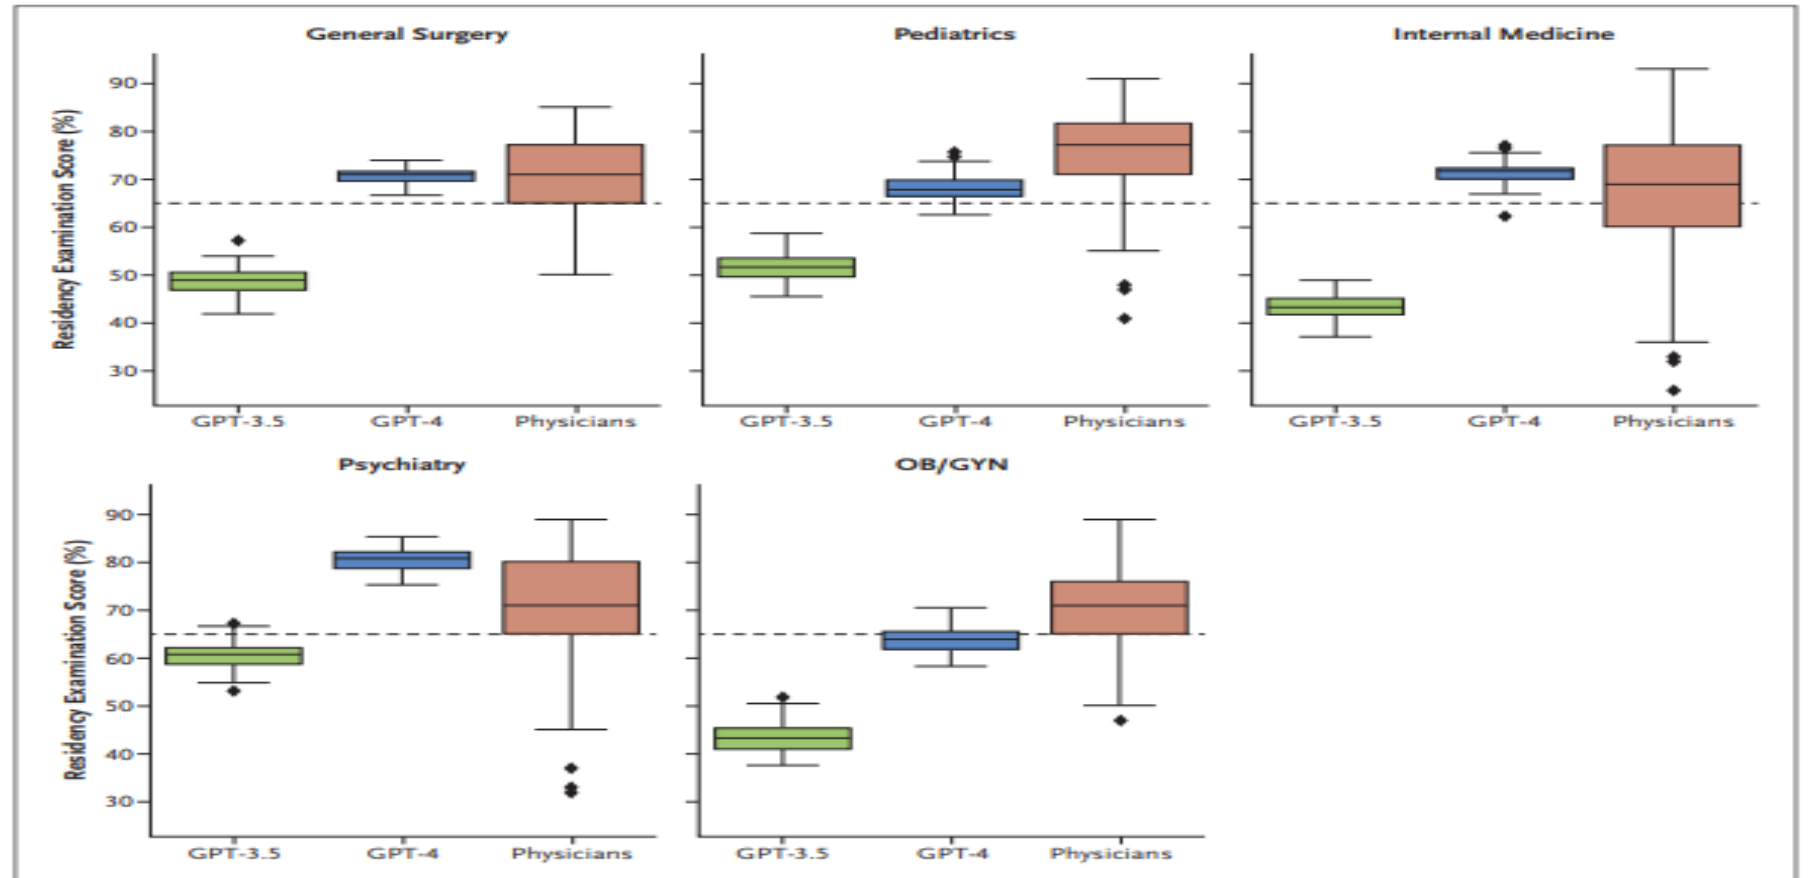 General Surgery
Pediatrics
Internal Medicine
Residency Examination Score (%)
90
80
70
60
50
40
30
GPT-3.5 GPT-4 Physicians
GPT-3.5 GPT-4 Physicians
GPT-3.5 GPT-4 Physicians
Psychiatry
OB/GYN
Residency Examination Score (%)
90
80
70
60
50
40
30
GPT-3.5 GPT-4 Physicians
GPT-3.5 GPT-4 Physicians